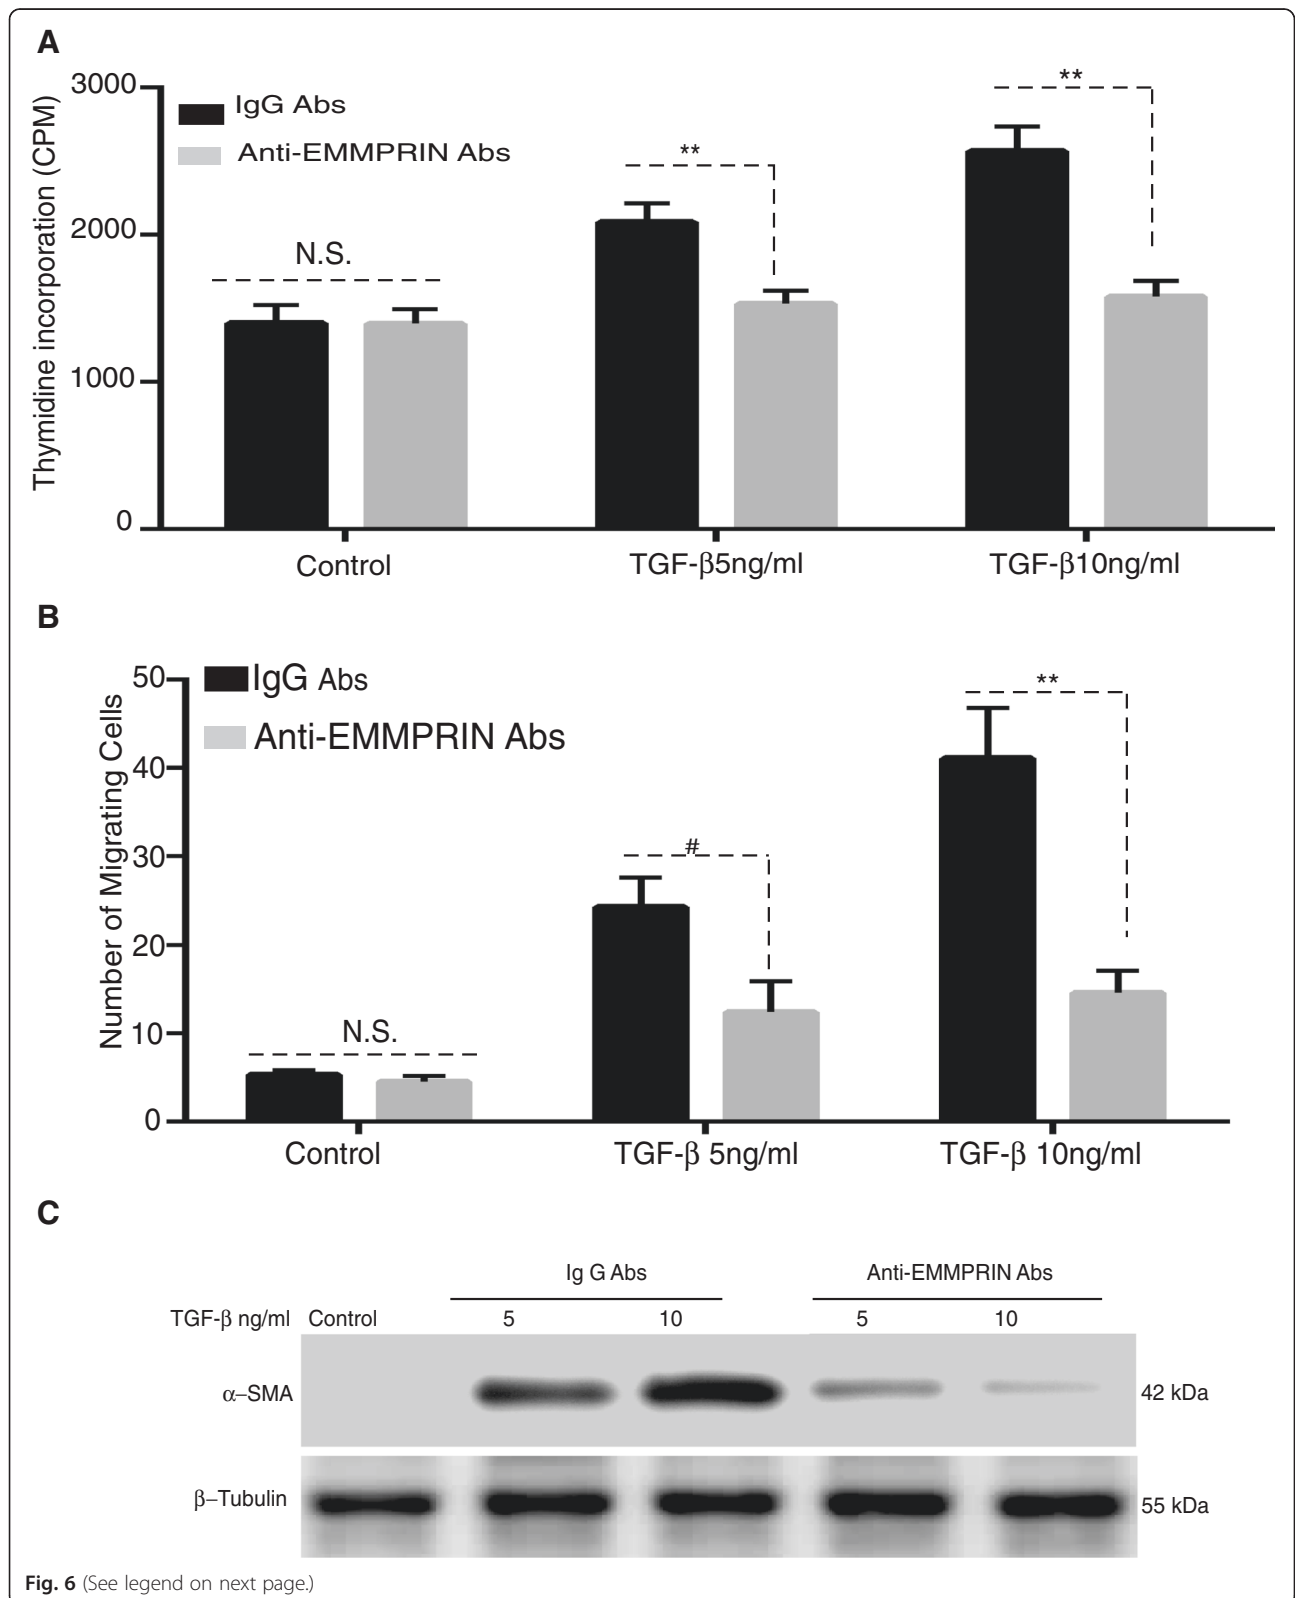 A
3000
IgG Abs
Anti-EMMPRIN Abs
**
**
2000
N.S.
1000
0
Thymidine incorporation (CPM)
Control
TGF-β5ng/ml
TGF-β10ng/ml
B
50
IgG Abs
Anti-EMMPRIN Abs
**
40
#
30
20
N.S.
10
0
Number of Migrating Cells
Control
TGF-β 5ng/ml
TGF-β 10ng/ml
C
Ig G Abs
Anti-EMMPRIN Abs
TGF-β ng/ml Control 5 10 5 10
α–SMA
42 kDa
β–Tubulin
55 kDa
Fig. 6 (See legend on next page.)